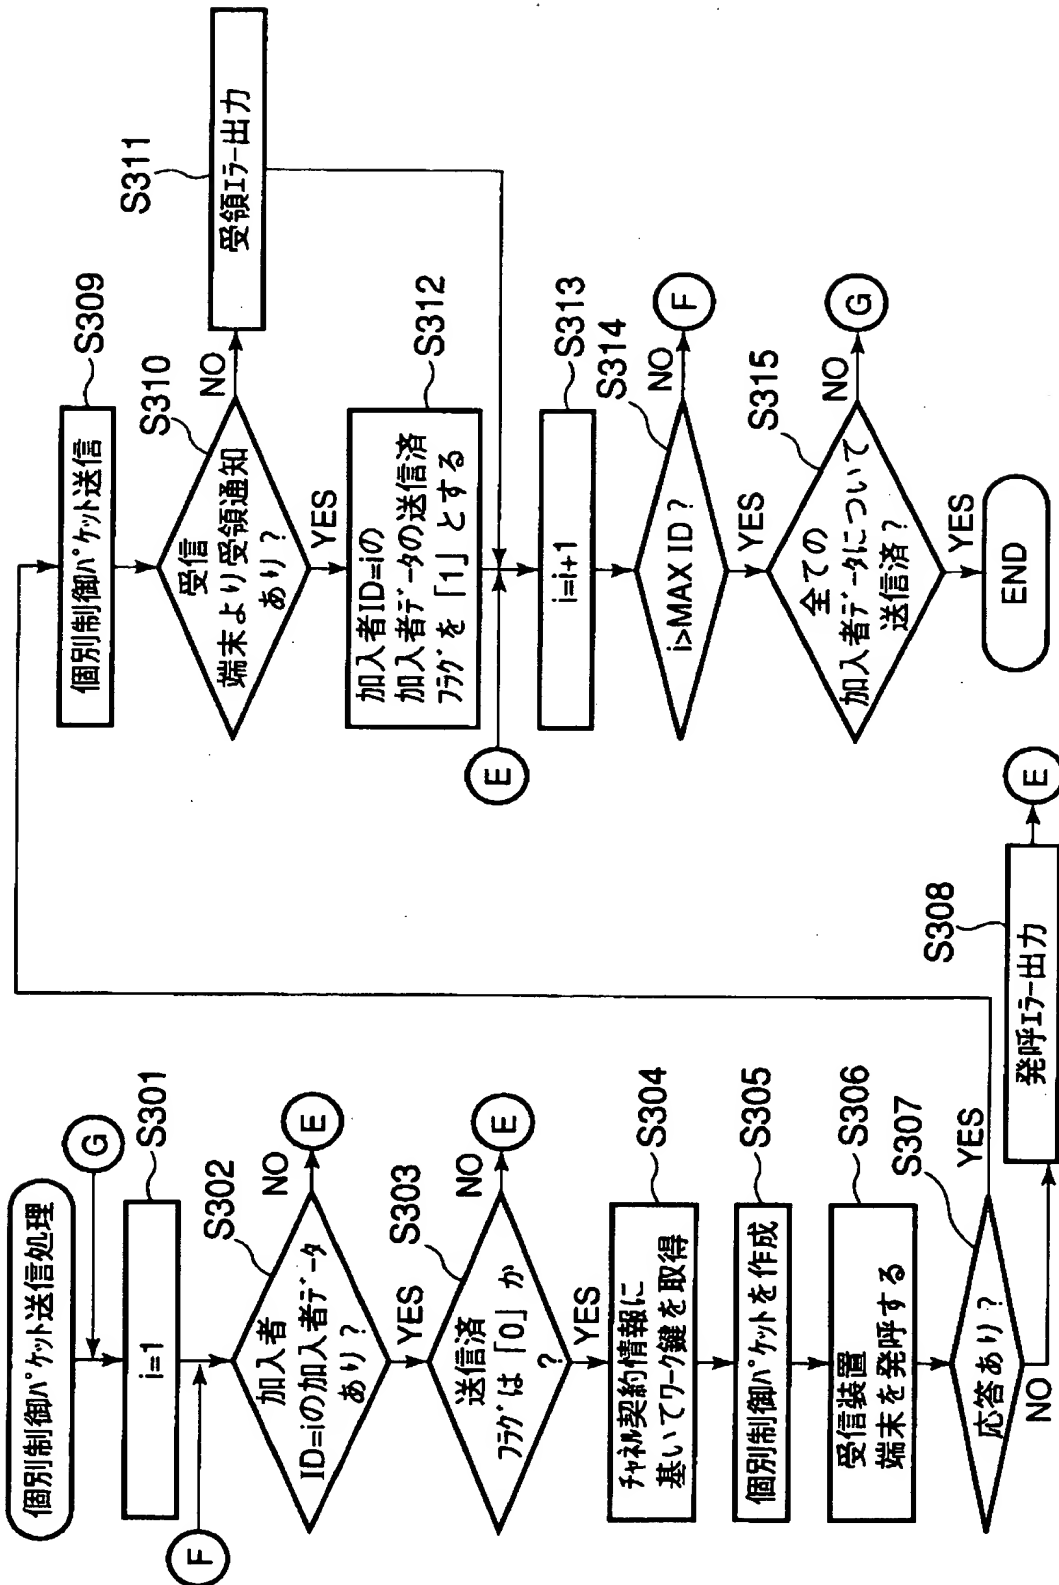 個別制御パケット送信処理
G
i=1
S301
F
加入者
ID=iの加入者データ
あり？
S302
NO
E
YES
送信済
フラグは「0」か
？
S303
NO
E
YES
チャネル契約情報に
基いてワーク鍵を取得
S304
個別制御パケットを作成
S305
受信装置
端末を発呼する
S306
応答あり？
S307
YES
NO
発呼エラー出力
S308
E
個別制御パケット送信
S309
受信
端末より受領通知
あり？
S310
NO
受領エラー出力
S311
YES
加入者ID=iの
加入者データの送信済
フラグを「1」とする
S312
E
i=i+1
S313
i>MAX ID？
S314
NO
F
YES
全ての
加入者データについて
送信済？
S315
NO
G
YES
END